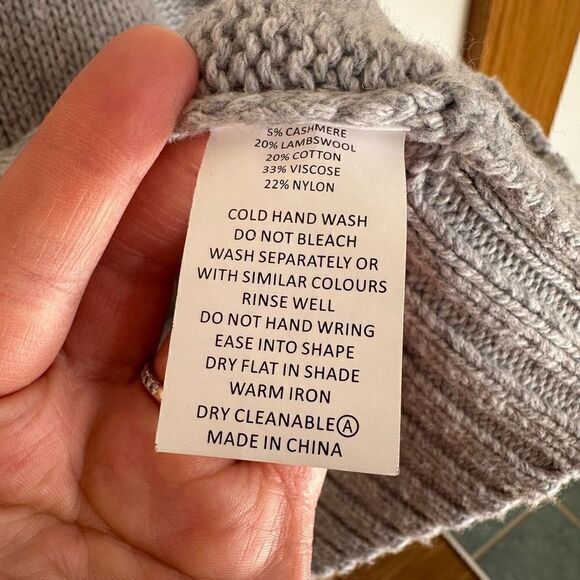 5% CASHMERE
20% LAMBSWOOL
20% COTTON
33% VISCOSE
22% NYLON
COLD HAND WASH
DO NOT BLEACH
WASH SEPARATELY OR
WITH SIMILAR COLOURS
RINSE WELL
DO NOT HAND WRING
EASE INTO SHAPE
DRY FLAT IN SHADE
WARM IRON
DRY CLEANABLE Ⓐ
MADE IN CHINA